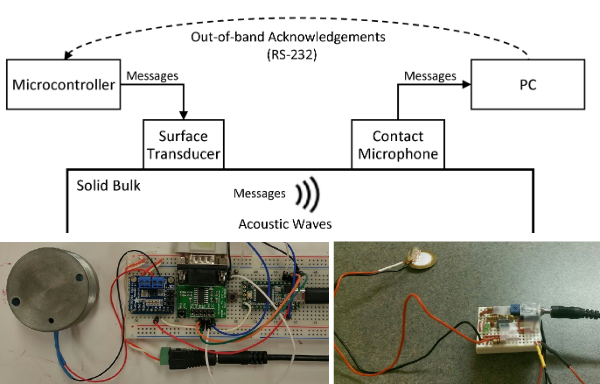 Out-of-band Acknowledgements
(RS-232)
Microcontroller
Messages
Messages
PC
Surface
Transducer
Contact
Microphone
Solid Bulk
Messages
Acoustic Waves